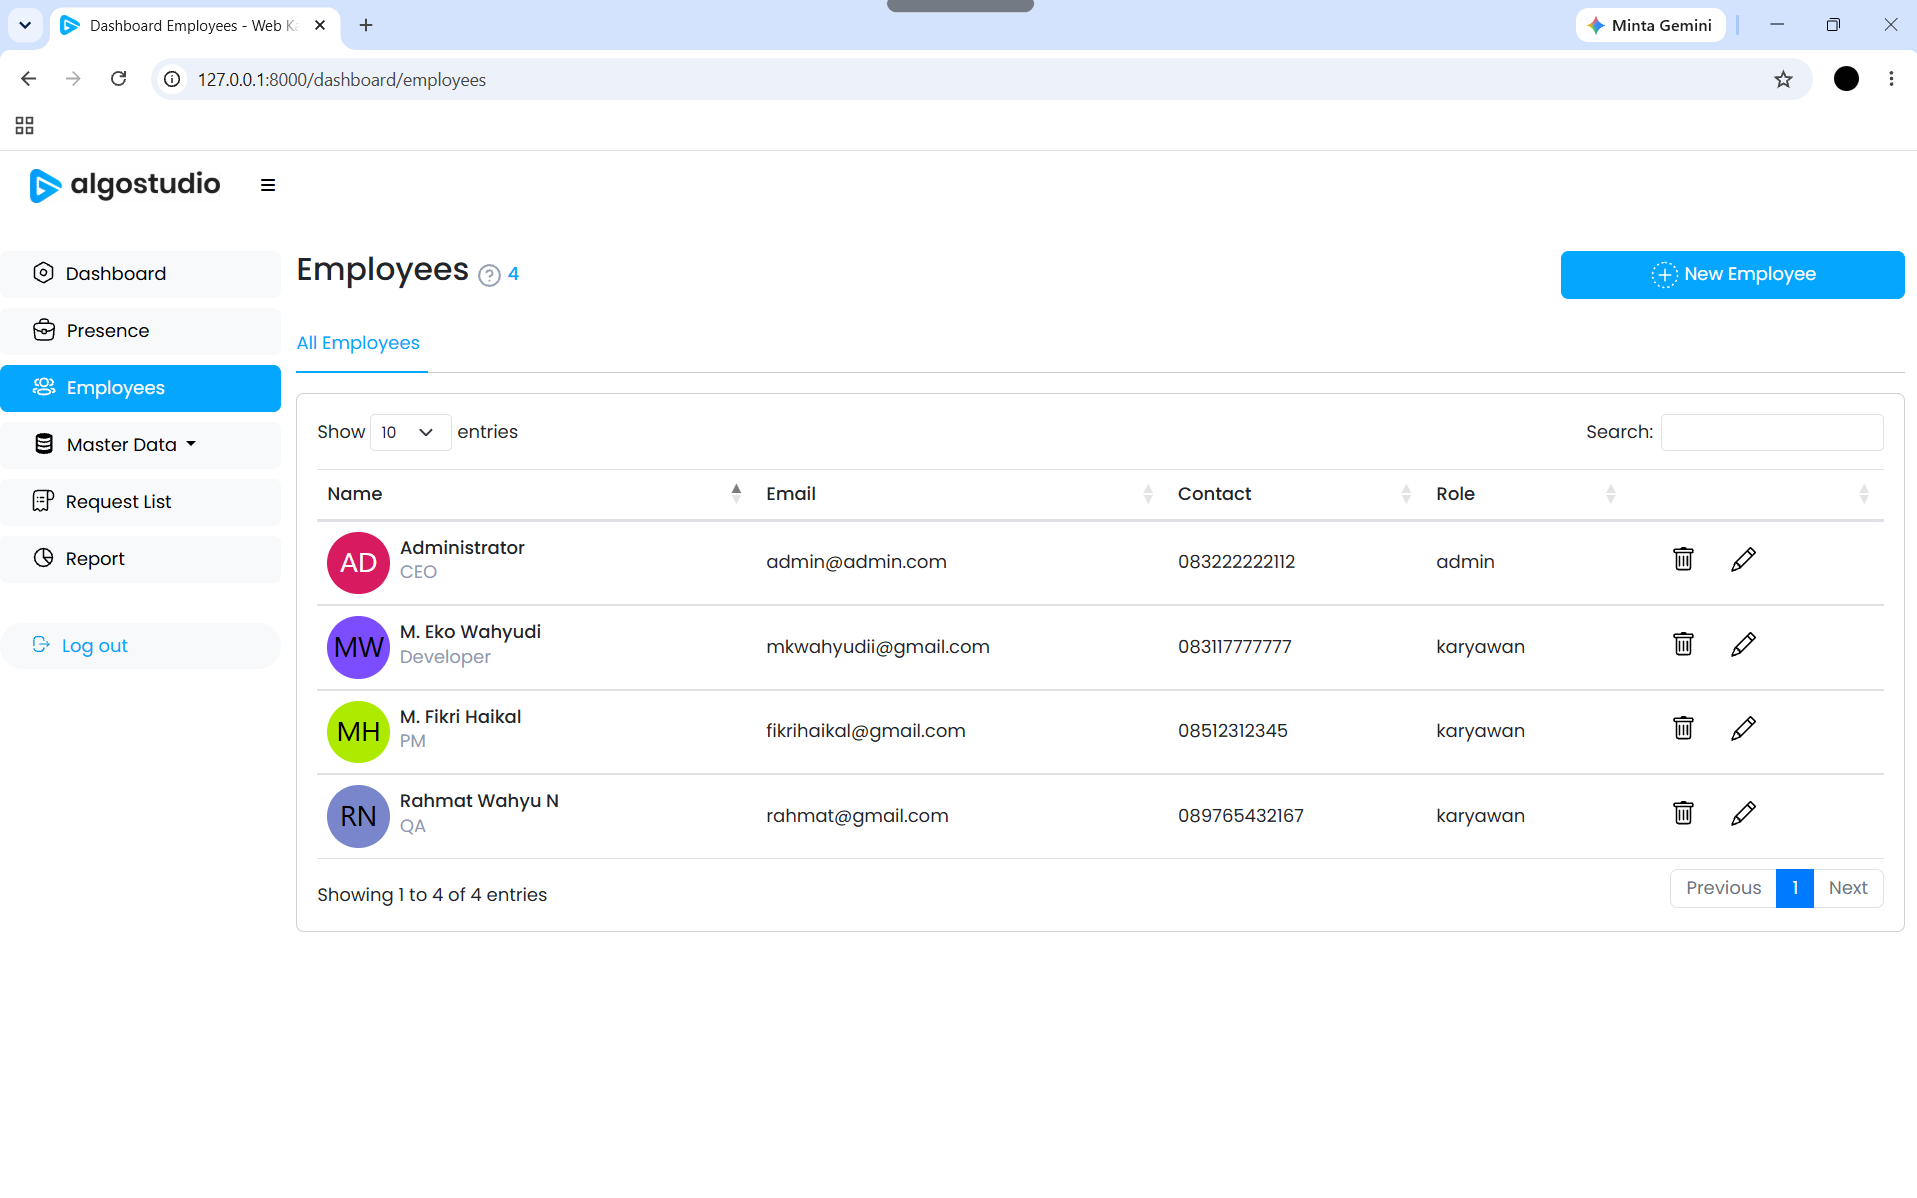 Dashboard Employees - Web Ka
Minta Gemini
127.0.0.1:8000/dashboard/employees
algostudio
Dashboard
Presence
Employees
Master Data
Request List
Report
Log out
Employees 4
New Employee
All Employees
Show 10 entries
Search:
Name Email Contact Role
AD Administrator
CEO
admin@admin.com 083222222112 admin
MW M. Eko Wahyudi
Developer
mkwahyudii@gmail.com 083117777777 karyawan
MH M. Fikri Haikal
PM
fikrihaikal@gmail.com 08512312345 karyawan
RN Rahmat Wahyu N
QA
rahmat@gmail.com 089765432167 karyawan
Showing 1 to 4 of 4 entries
Previous 1 Next